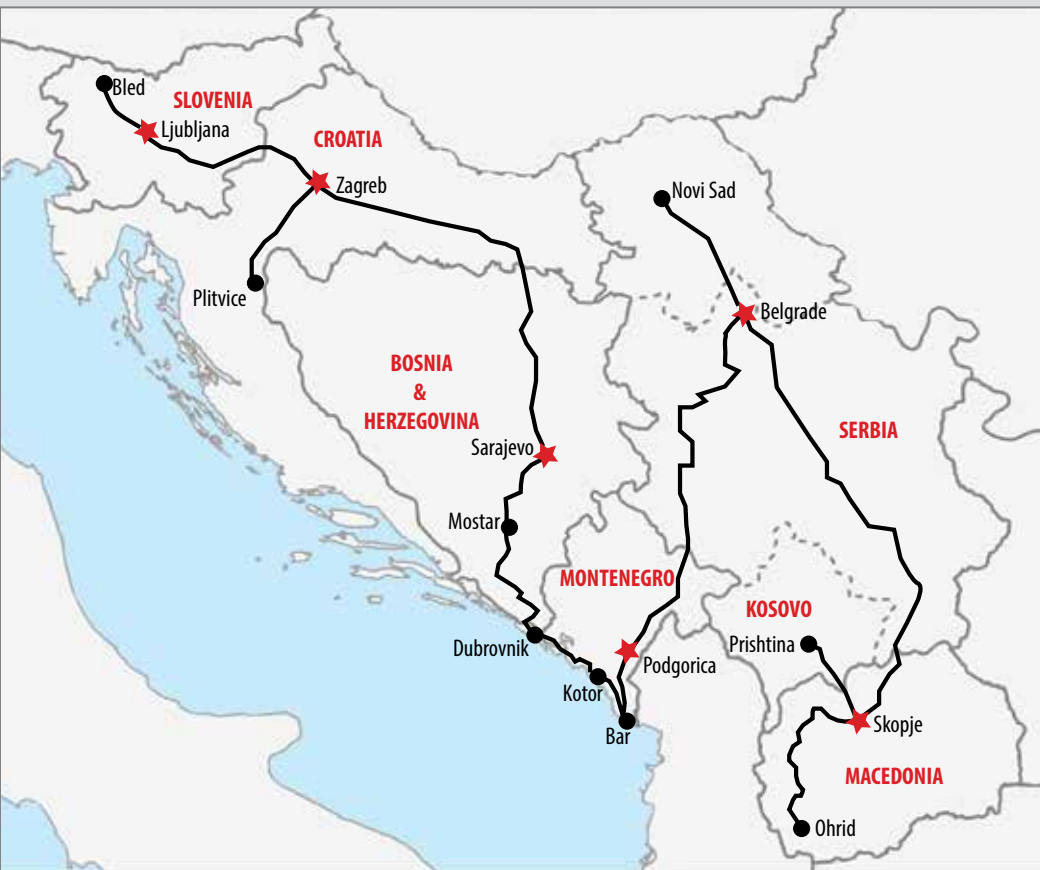 Bled
SLOVENIA
Ljubljana
CROATIA
Zagreb
Novi Sad
Plitvice
Belgrade
BOSNIA
&
HERZEGOVINA
SERBIA
Sarajevo
Mostar
MONTENEGRO
KOSOVO
Prishtina
Dubrovnik
Podgorica
Kotor
Skopje
Bar
MACEDONIA
Ohrid